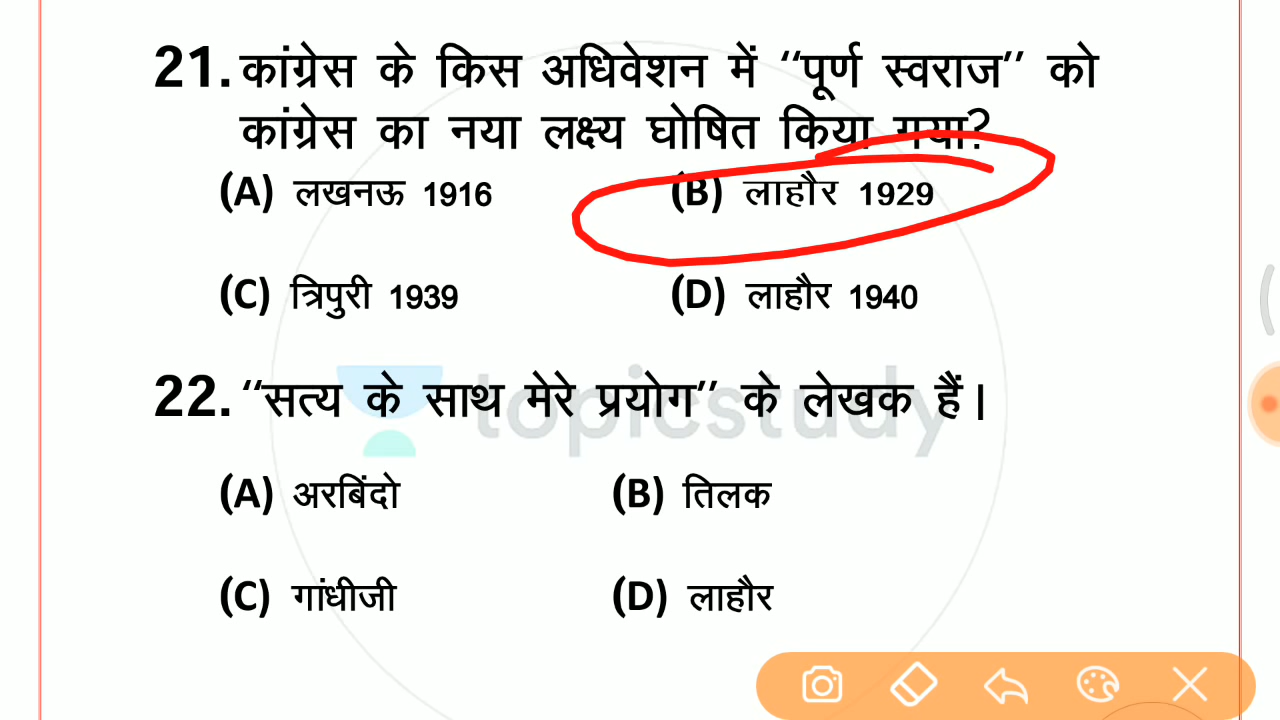 21. कांग्रेस के किस अधिवेशन में “पूर्ण स्वराज” को
कांग्रेस का नया लक्ष्य घोषित किया गया?
(A) लखनऊ 1916 (B) लाहौर 1929
(C) त्रिपुरी 1939 (D) लाहौर 1940
22. “सत्य के साथ मेरे प्रयोग” के लेखक हैं।
topicstudy
(A) अरबिंदो (B) तिलक
(C) गांधीजी (D) लाहौर